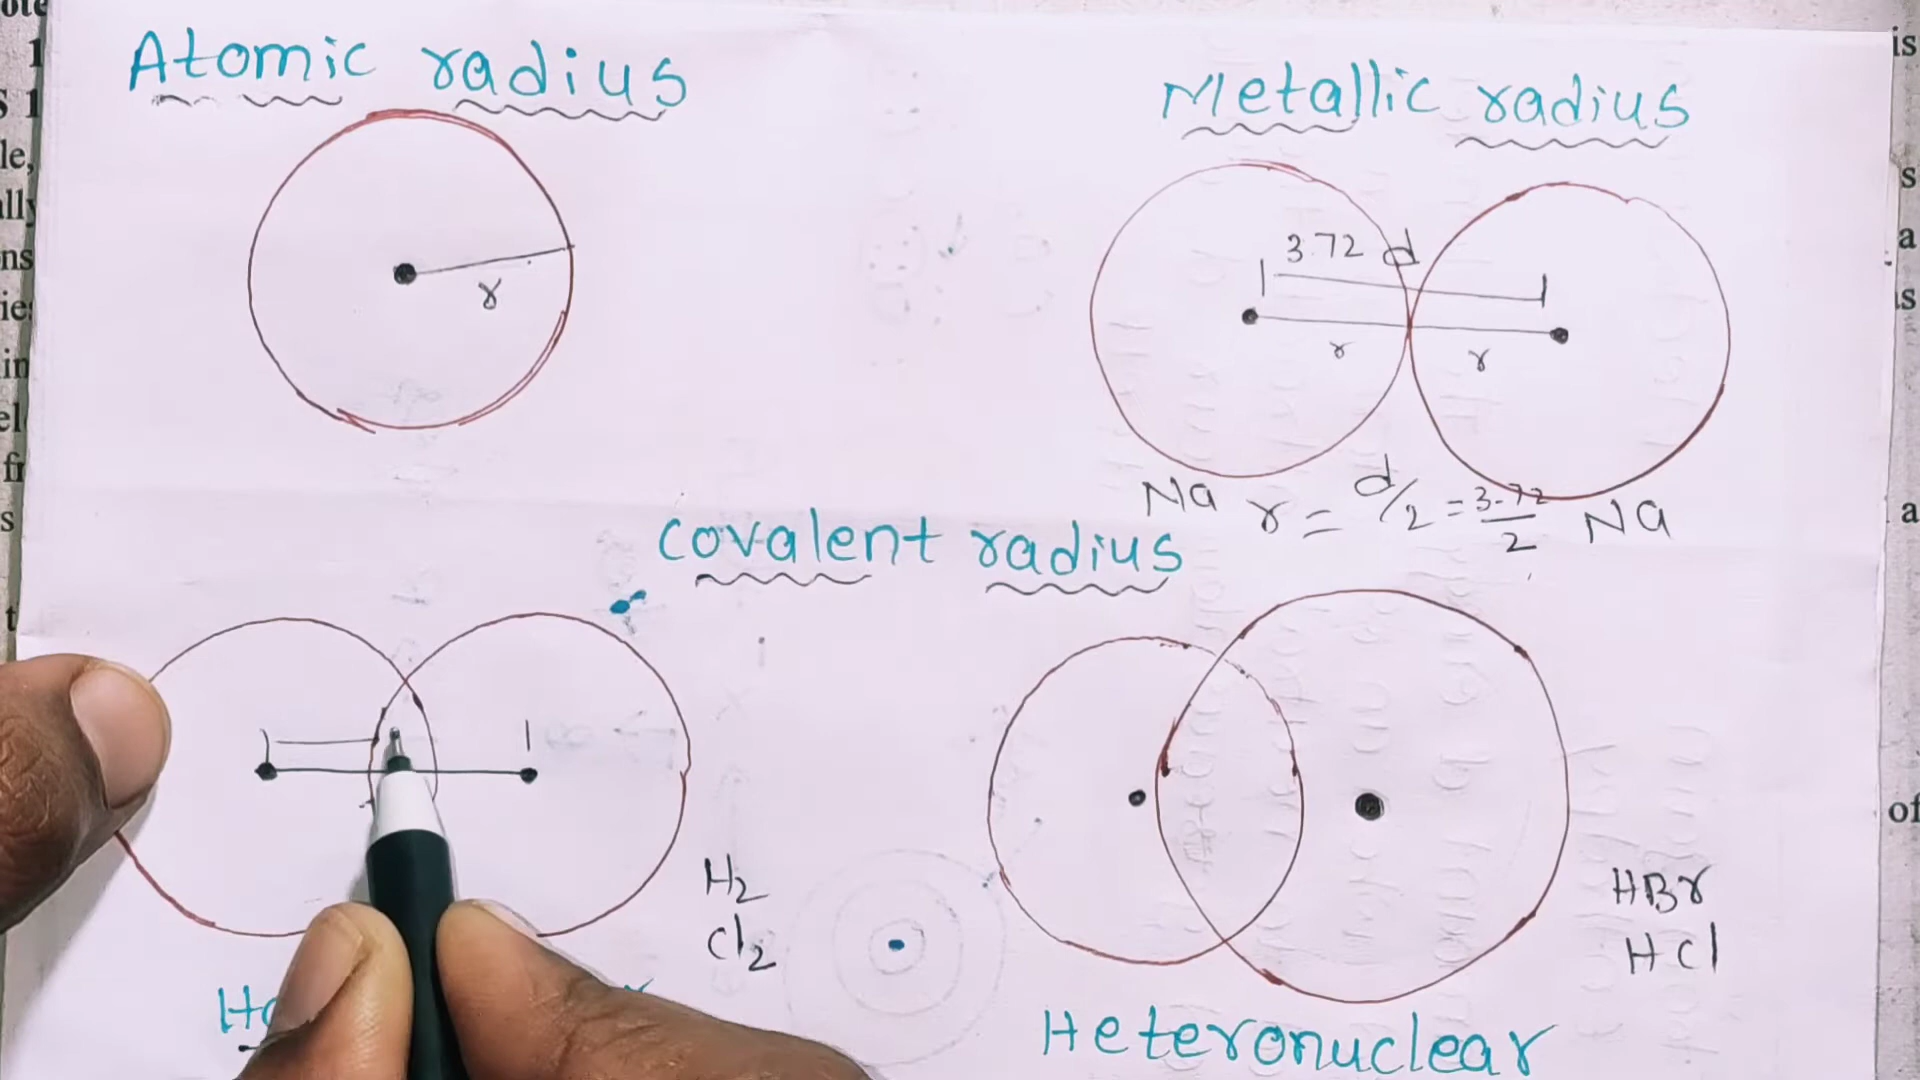 Atomic radius
r
Metallic radius
3.72 d
r r
Na r = d/2 = 3.72/2 Na
Covalent radius
H2
Cl2
HBr
HCl
Heteronuclear